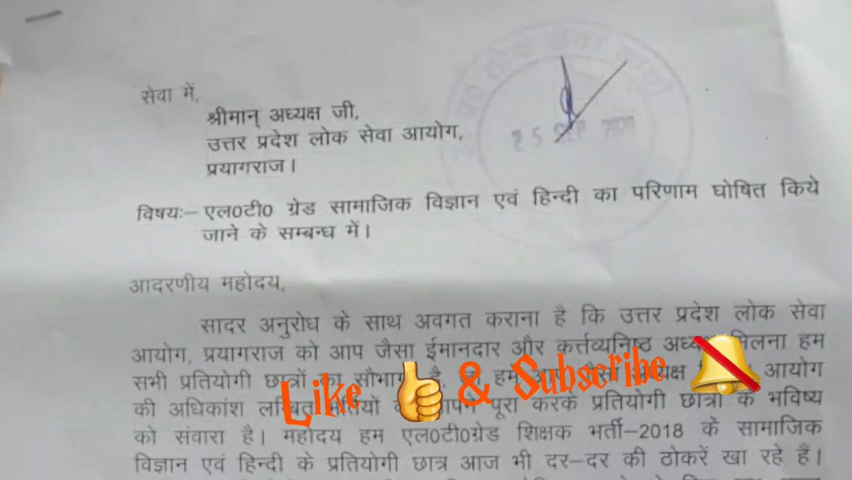 सेवा में,
श्रीमान् अध्यक्ष जी,
उत्तर प्रदेश लोक सेवा आयोग,
प्रयागराज।
25 SEP
विषयः– एल0टी0 ग्रेड सामाजिक विज्ञान एवं हिन्दी का परिणाम घोषित किये
जाने के सम्बन्ध में।
आदरणीय महोदय,
सादर अनुरोध के साथ अवगत कराना है कि उत्तर प्रदेश लोक सेवा
आयोग, प्रयागराज को आप जैसा ईमानदार और कर्त्तव्यनिष्ठ मिलना हम
सभी प्रतियोगी छात्रों का आयोग
की अधिकांश पूरा करके प्रतियोगी छात्रों के भविष्य
Like & Subscribe
को संवारा है। महोदय हम एल0टी0ग्रेड शिक्षक भर्ती–2018 के सामाजिक
विज्ञान एवं हिन्दी के प्रतियोगी छात्र आज भी दर–दर की ठोकरें खा रहे हैं।